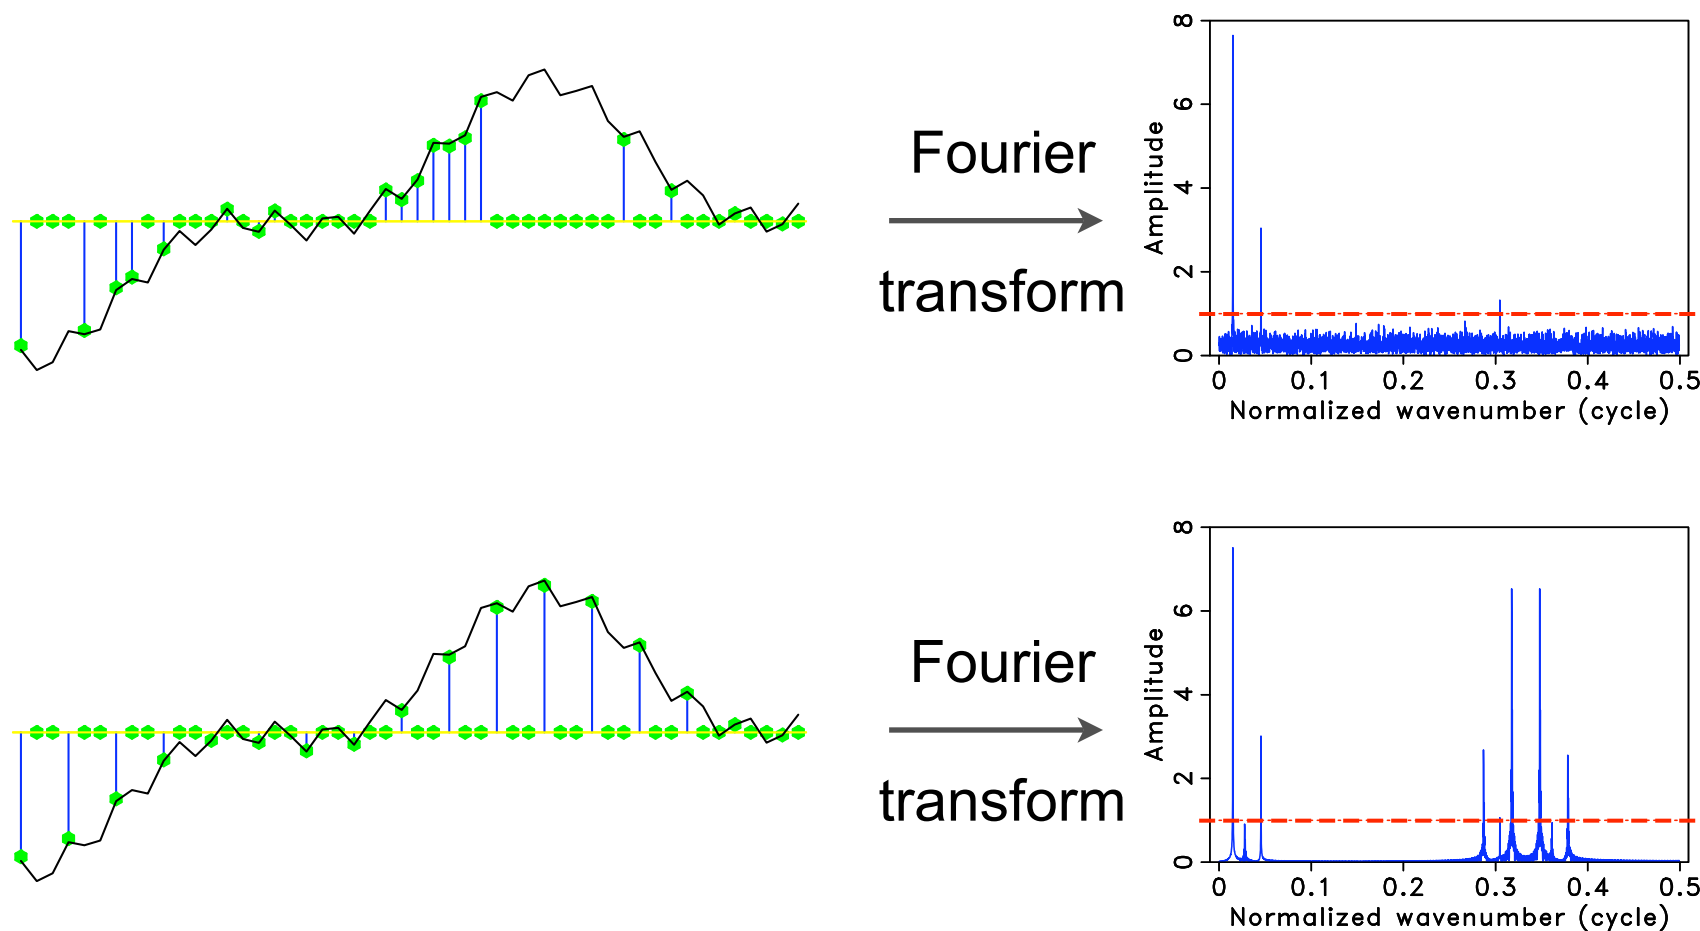 Fourier
transform
8
6
4
2
0
Amplitude
0 0.1 0.2 0.3 0.4 0.5
Normalized wavenumber (cycle)
Fourier
transform
8
6
4
2
0
Amplitude
0 0.1 0.2 0.3 0.4 0.5
Normalized wavenumber (cycle)